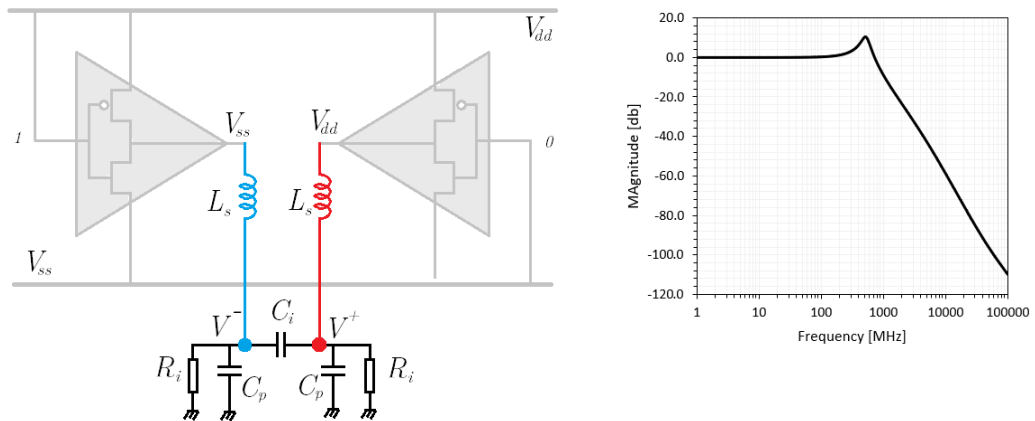 V_dd
1
V_ss
V_dd
0
L_s
L_s
V_ss
C_i
V^-
V^+
R_i
C_p
C_p
R_i
20.0
0.0
-20.0
-40.0
-60.0
-80.0
-100.0
-120.0
MAgnitude [db]
1
10
100
1000
10000
100000
Frequency [MHz]